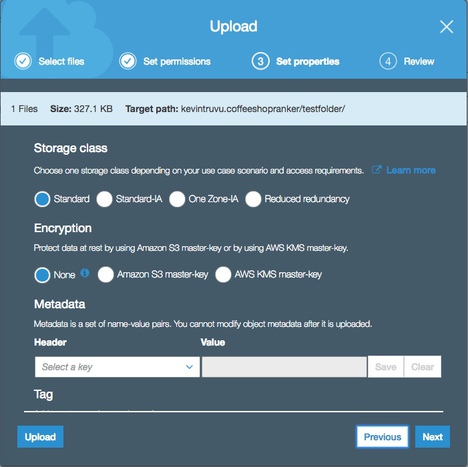 Upload
Select files
Set permissions
3 Set properties
4 Review
1 Files Size: 327.1 KB Target path: kevintruvu.coffeeshopranker/testfolder/
Storage class
Choose one storage class depending on your use case scenario and access requirements. Learn more
Standard Standard-IA One Zone-IA Reduced redundancy
Encryption
Protect data at rest by using Amazon S3 master-key or by using AWS KMS master-key.
None Amazon S3 master-key AWS KMS master-key
Metadata
Metadata is a set of name-value pairs. You cannot modify object metadata after it is uploaded.
Header Value
Select a key Save Clear
Tag
Upload Previous Next